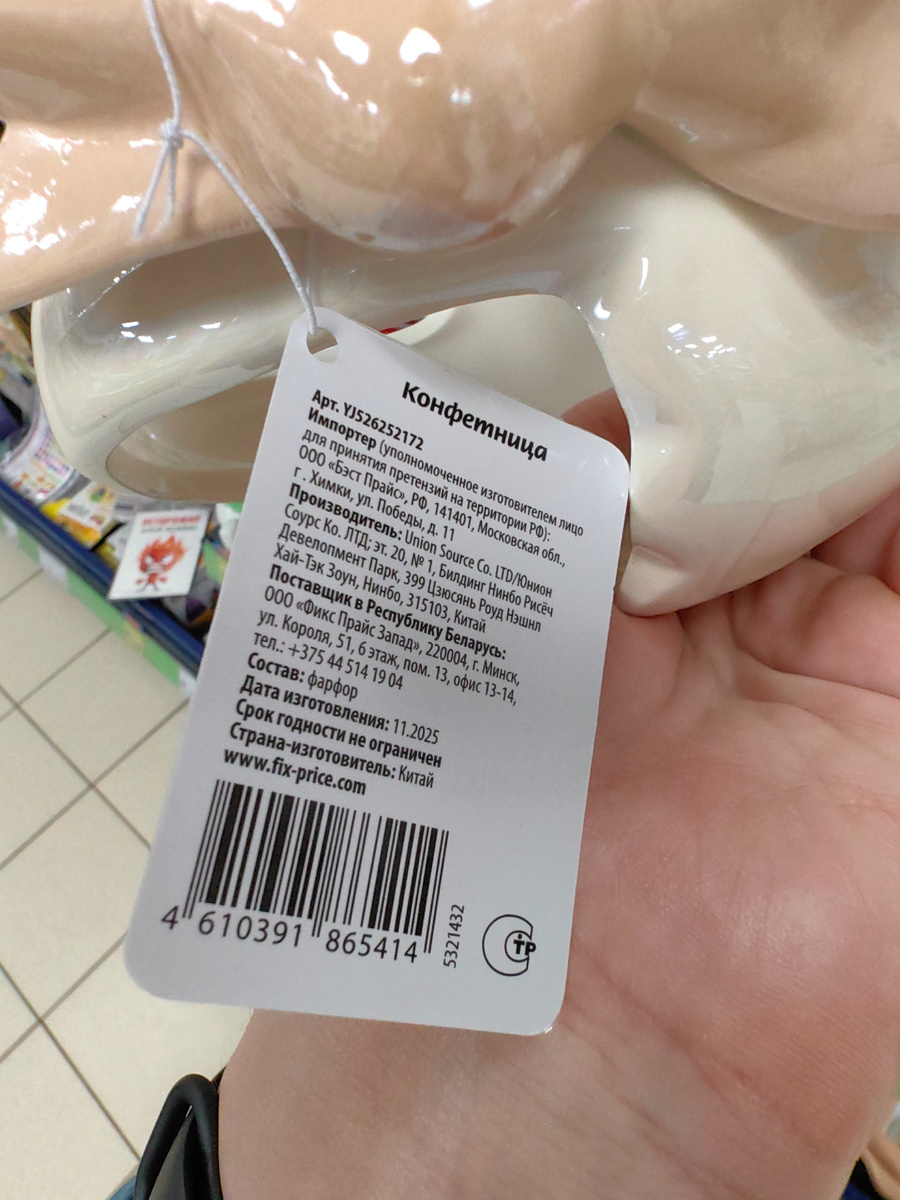 Конфетница
Арт. YJ526252172
Импортер (уполномоченное изготовителем лицо
для принятия претензий на территории РФ):
ООО «Бэст Прайс», РФ, 141401, Московская обл.,
г . Химки, ул. Победы, д. 11
Производитель: Union Source Co. LTD/Юнион
Соурс Ко. ЛТД; эт. 20, № 1, Билдинг Нинбо Рисёч
Девелопмент Парк, 399 Цзюсянь Роуд Нэшнл
Хай-Тэк Зоун, Нинбо, 315103, Китай
Поставщик в Республику Беларусь:
ООО «Фикс Прайс Запад», 220004, г. Минск,
ул. Короля, 51, 6 этаж, пом. 13, офис 13-14,
тел.: +375 44 514 19 04
Состав: фарфор
Дата изготовления: 11.2025
Срок годности не ограничен
Страна-изготовитель: Китай
www.fix-price.com
4 610391 865414
5321432
СТР
ОСТОРОЖНО